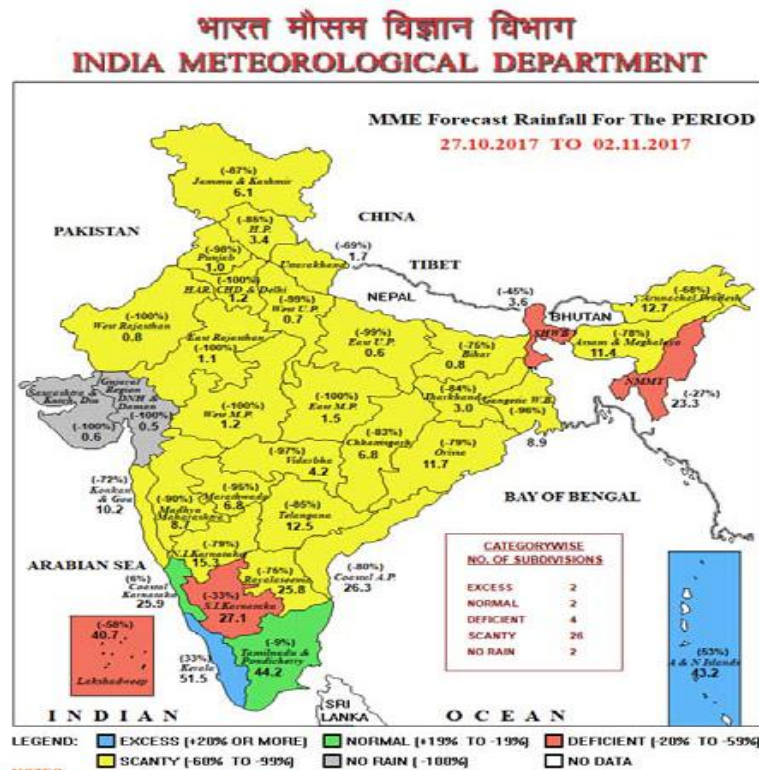 भारत मौसम विज्ञान विभाग
INDIA METEOROLOGICAL DEPARTMENT
MME Forecast Rainfall For The PERIOD
27.10.2017 TO 02.11.2017
(-87%)
Jammu & Kashmir
6.1
CHINA
PAKISTAN
H.P.
3.4
(-69%)
1.7
TIBET
(-98%)
Punjab
1.0
Uttarakhand
(-100%)
HAR. CHD & Delhi
1.2
NEPAL
(-99%)
West U.P.
0.7
(-45%)
3.6
BHUTAN
(-68%)
Arunachal Pradesh
12.7
(-100%)
West Rajasthan
0.8
East Rajasthan
(-100%)
1.1
(-99%)
East U.P.
0.6
(-75%)
Bihar
0.8
SHWB
(-78%)
Assam & Meghalaya
11.4
NMMT
(-27%)
23.3
Gujarat
Region
DNH &
Daman
(-100%)
0.5
Saurashtra &
Kutch, Diu
(-100%)
0.6
(-100%)
West M.P.
1.2
(-100%)
East M.P.
1.5
(-84%)
Jharkhand
3.0
Gangetic W.B.
(-96%)
8.9
(-83%)
Chhattisgarh
6.8
(-79%)
Orissa
11.7
(-97%)
Vidarbha
4.2
(-72%)
Konkan
& Goa
10.2
(-90%)
Madhya
Maharashtra
8.7
(-95%)
Marathwada
6.8
(-85%)
Telangana
12.5
BAY OF BENGAL
ARABIAN SEA
(-79%)
N.I.Karnataka
15.3
Rayalaseema
25.8
(-80%)
Coastal A.P.
26.3
(6%)
Coastal
Karnataka
25.9
(-33%)
S.I.Karnataka
27.1
CATEGORYWISE
NO. OF SUBDIVISIONS
EXCESS 2
NORMAL 2
DEFICIENT 4
SCANTY 26
NO RAIN 2
(-58%)
40.7
Lakshadweep
(33%)
Kerala
51.5
(-9%)
Tamilnadu &
Pondicherry
44.2
(53%)
A & N Islands
43.2
SRI
LANKA
INDIAN OCEAN
LEGEND: EXCESS (+20% OR MORE) NORMAL (+19% TO -19%) DEFICIENT (-20% TO -59%)
SCANTY (-60% TO -99%) NO RAIN (-100%) NO DATA